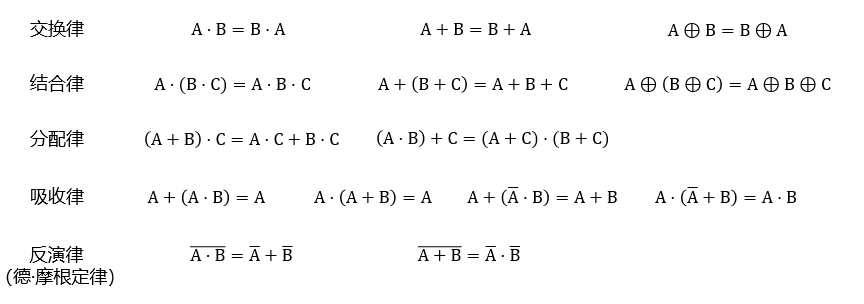 交换律 A · B = B · A A + B = B + A A ⊕ B = B ⊕ A
结合律 A · (B · C) = A · B · C A + (B + C) = A + B + C A ⊕ (B ⊕ C) = A ⊕ B ⊕ C
分配律 (A + B) · C = A · C + B · C (A · B) + C = (A + C) · (B + C)
吸收律 A + (A · B) = A A · (A + B) = A A + (A̅ · B) = A + B A · (A̅ + B) = A · B
反演律 A̅ ̅·̅ ̅B̅ = A̅ + B̅ A̅ ̅+̅ ̅B̅ = A̅ · B̅
(德·摩根定律)